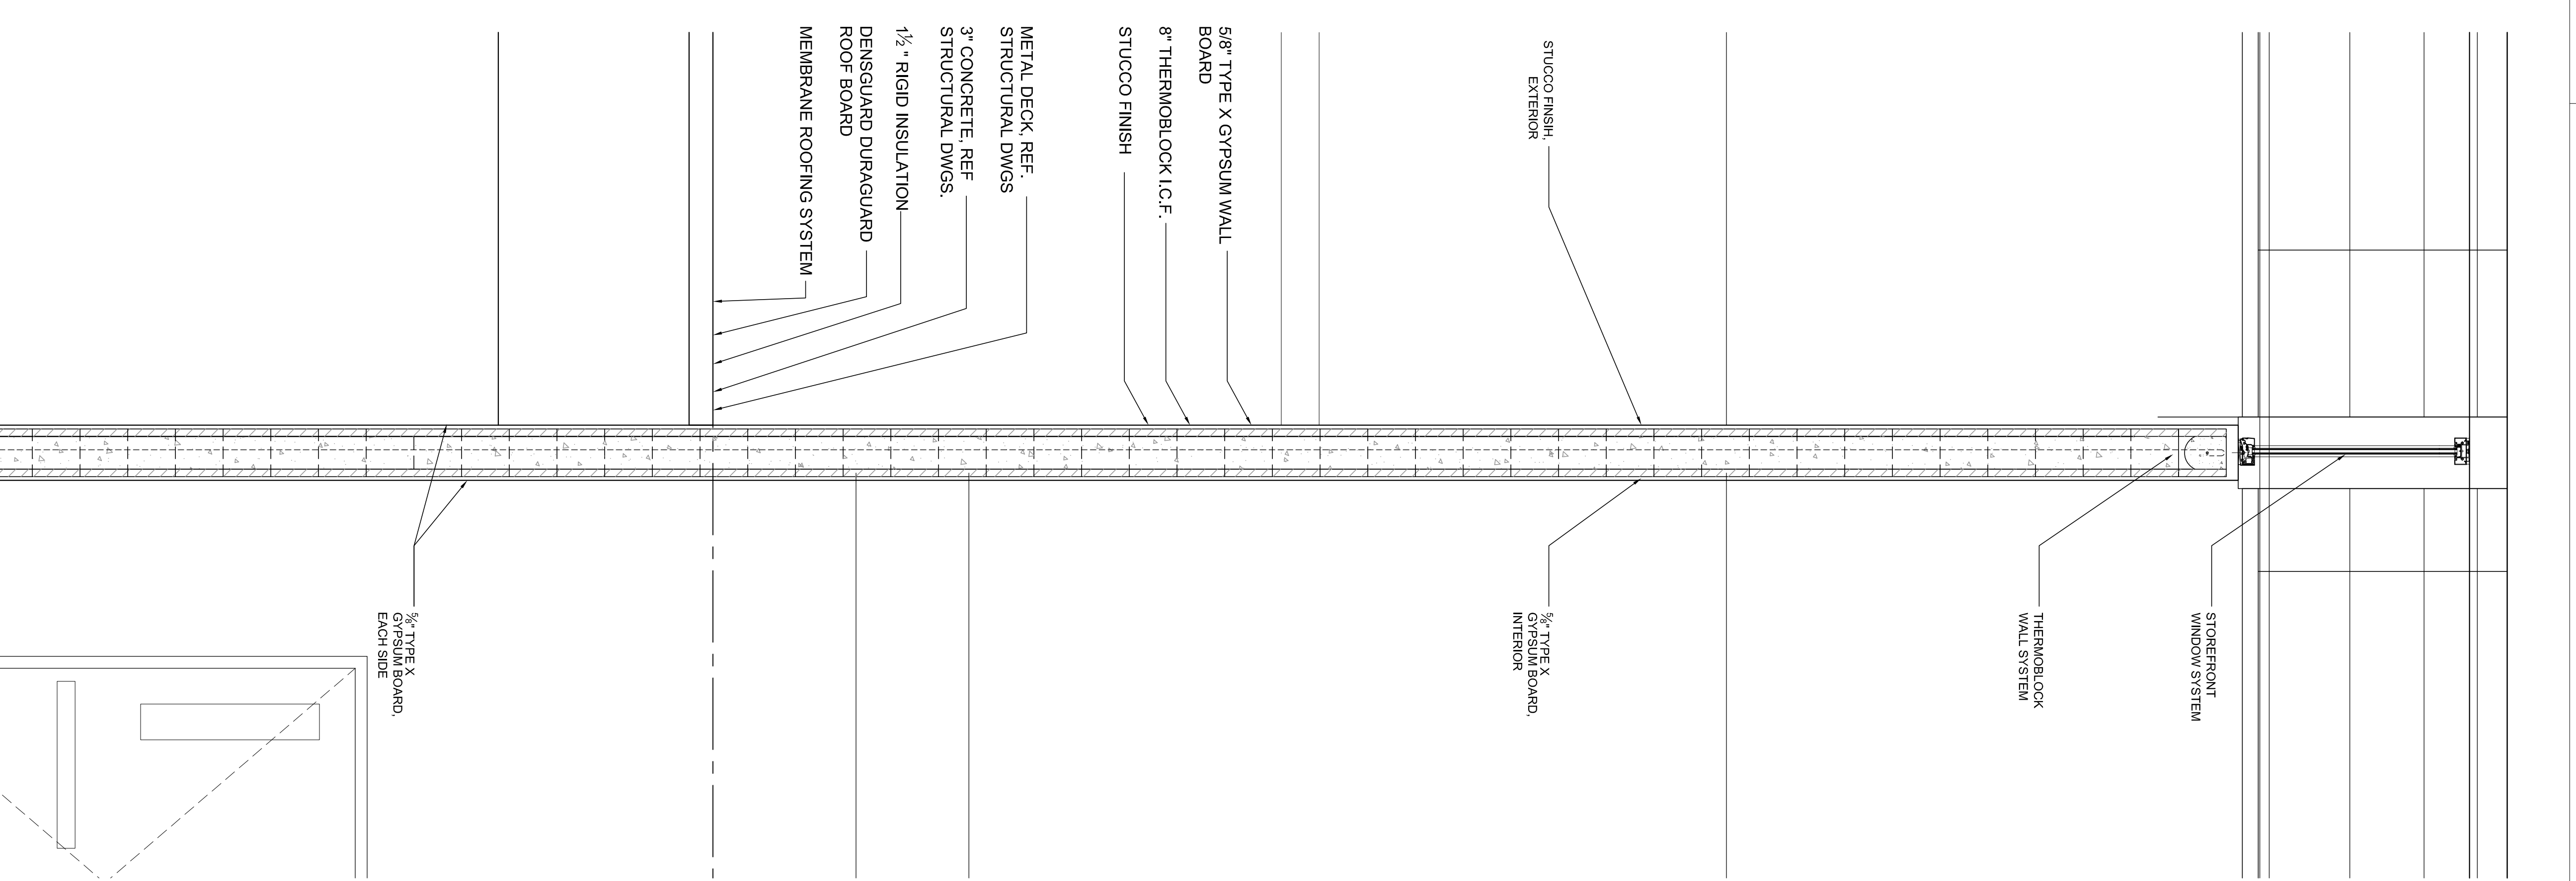 STOREFRONT
WINDOW SYSTEM
THERMOBLOCK
WALL SYSTEM
STUCCO FINSIH,
EXTERIOR
⅝" TYPE X
GYPSUM BOARD,
INTERIOR
5/8" TYPE X GYPSUM WALL
BOARD
8" THERMOBLOCK I.C.F.
STUCCO FINISH
METAL DECK, REF.
STRUCTURAL DWGS
3" CONCRETE, REF
STRUCTURAL DWGS.
1½ " RIGID INSULATION
DENSGUARD DURAGUARD
ROOF BOARD
MEMBRANE ROOFING SYSTEM
⅝" TYPE X
GYPSUM BOARD,
EACH SIDE